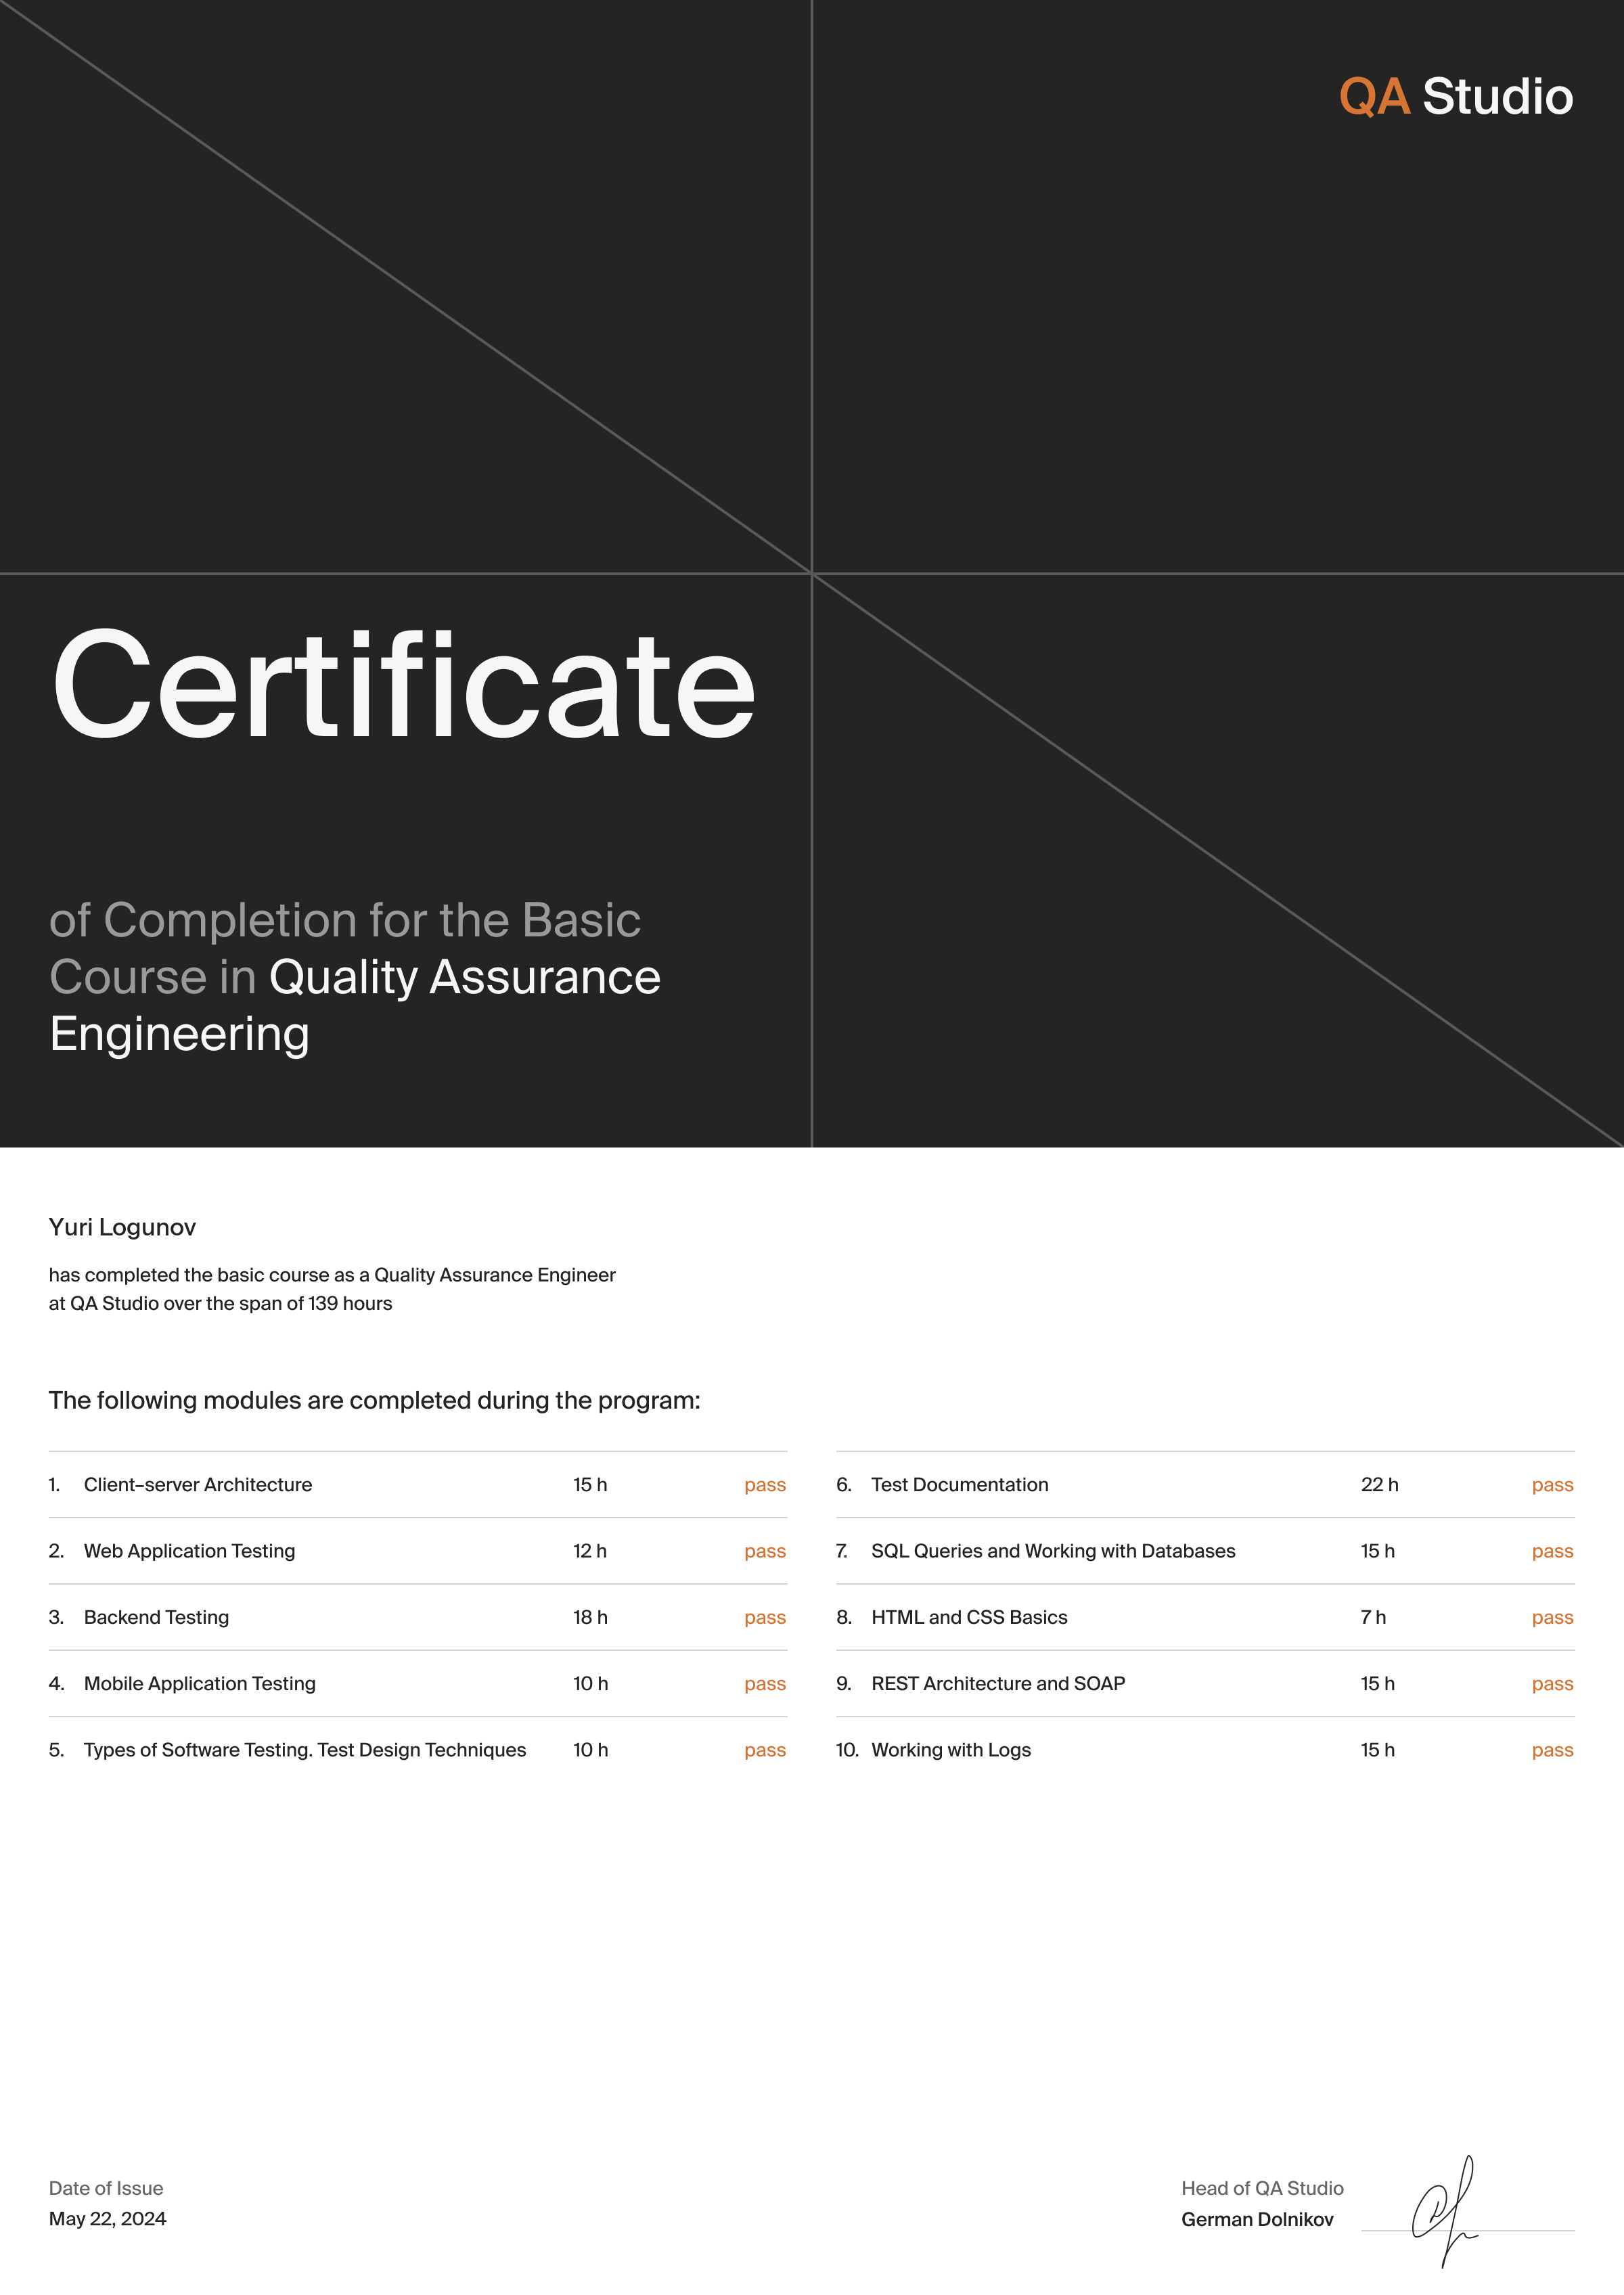 QA Studio
Certificate
of Completion for the Basic
Course in Quality Assurance
Engineering
Yuri Logunov
has completed the basic course as a Quality Assurance Engineer
at QA Studio over the span of 139 hours
The following modules are completed during the program:
1. Client–server Architecture 15 h pass
2. Web Application Testing 12 h pass
3. Backend Testing 18 h pass
4. Mobile Application Testing 10 h pass
5. Types of Software Testing. Test Design Techniques 10 h pass
6. Test Documentation 22 h pass
7. SQL Queries and Working with Databases 15 h pass
8. HTML and CSS Basics 7 h pass
9. REST Architecture and SOAP 15 h pass
10. Working with Logs 15 h pass
Date of Issue
May 22, 2024
Head of QA Studio
German Dolnikov